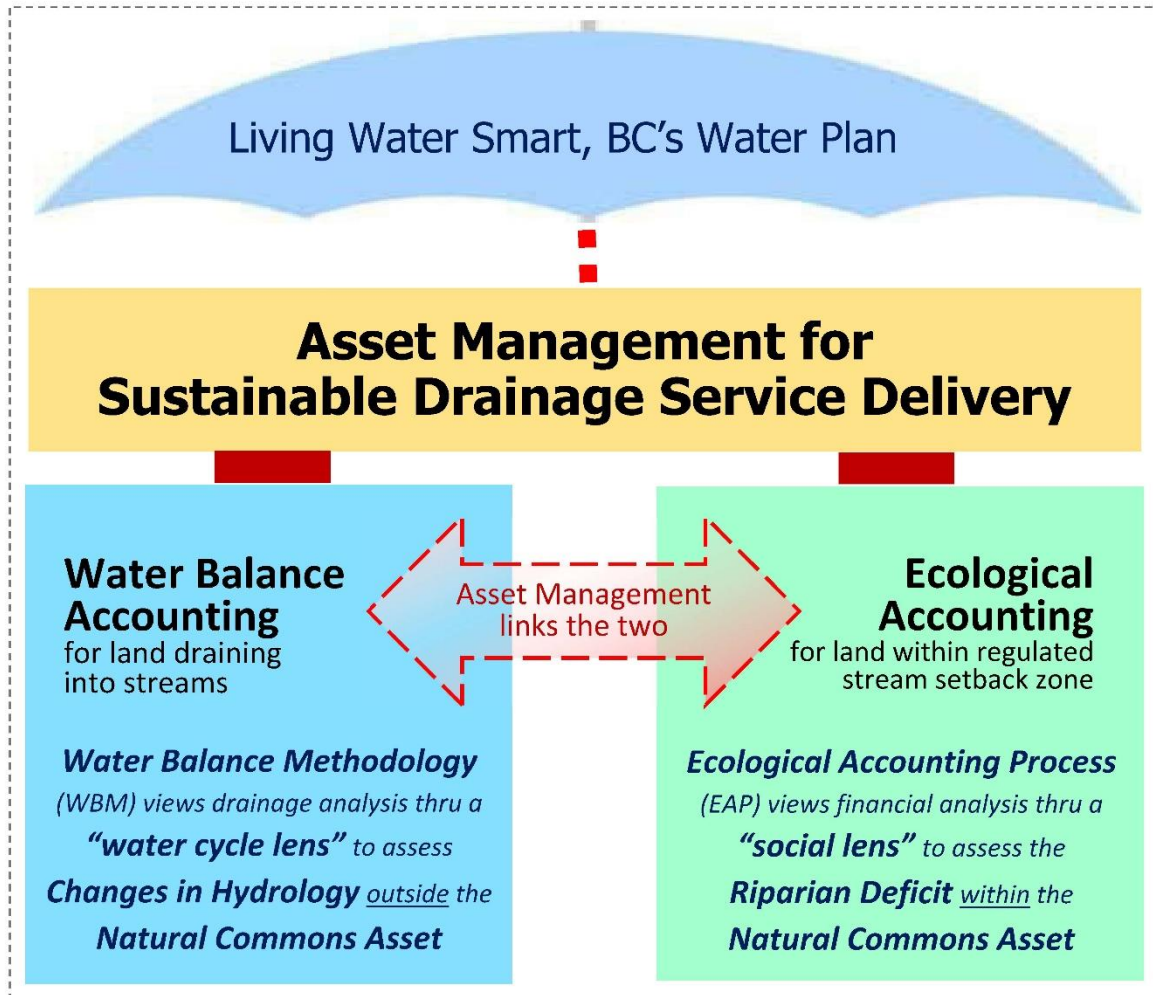 Living Water Smart, BC's Water Plan
Asset Management for
Sustainable Drainage Service Delivery
Water Balance
Accounting
for land draining
into streams
Asset Management
links the two
Ecological
Accounting
for land within regulated
stream setback zone
Water Balance Methodology
(WBM) views drainage analysis thru a
“water cycle lens” to assess
Changes in Hydrology outside the
Natural Commons Asset
Ecological Accounting Process
(EAP) views financial analysis thru a
“social lens” to assess the
Riparian Deficit within the
Natural Commons Asset